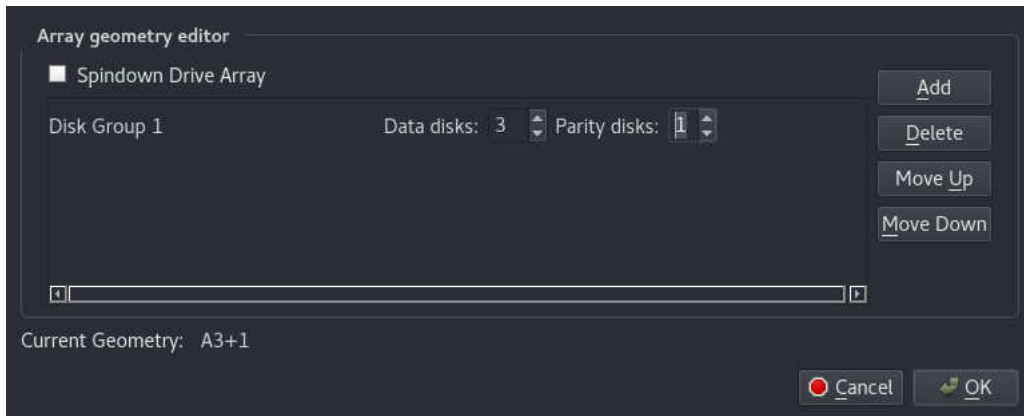 Array geometry editor
Spindown Drive Array
Add
Disk Group 1 Data disks: 3 Parity disks: 1
Delete
Move Up
Move Down
Current Geometry: A3+1
Cancel OK